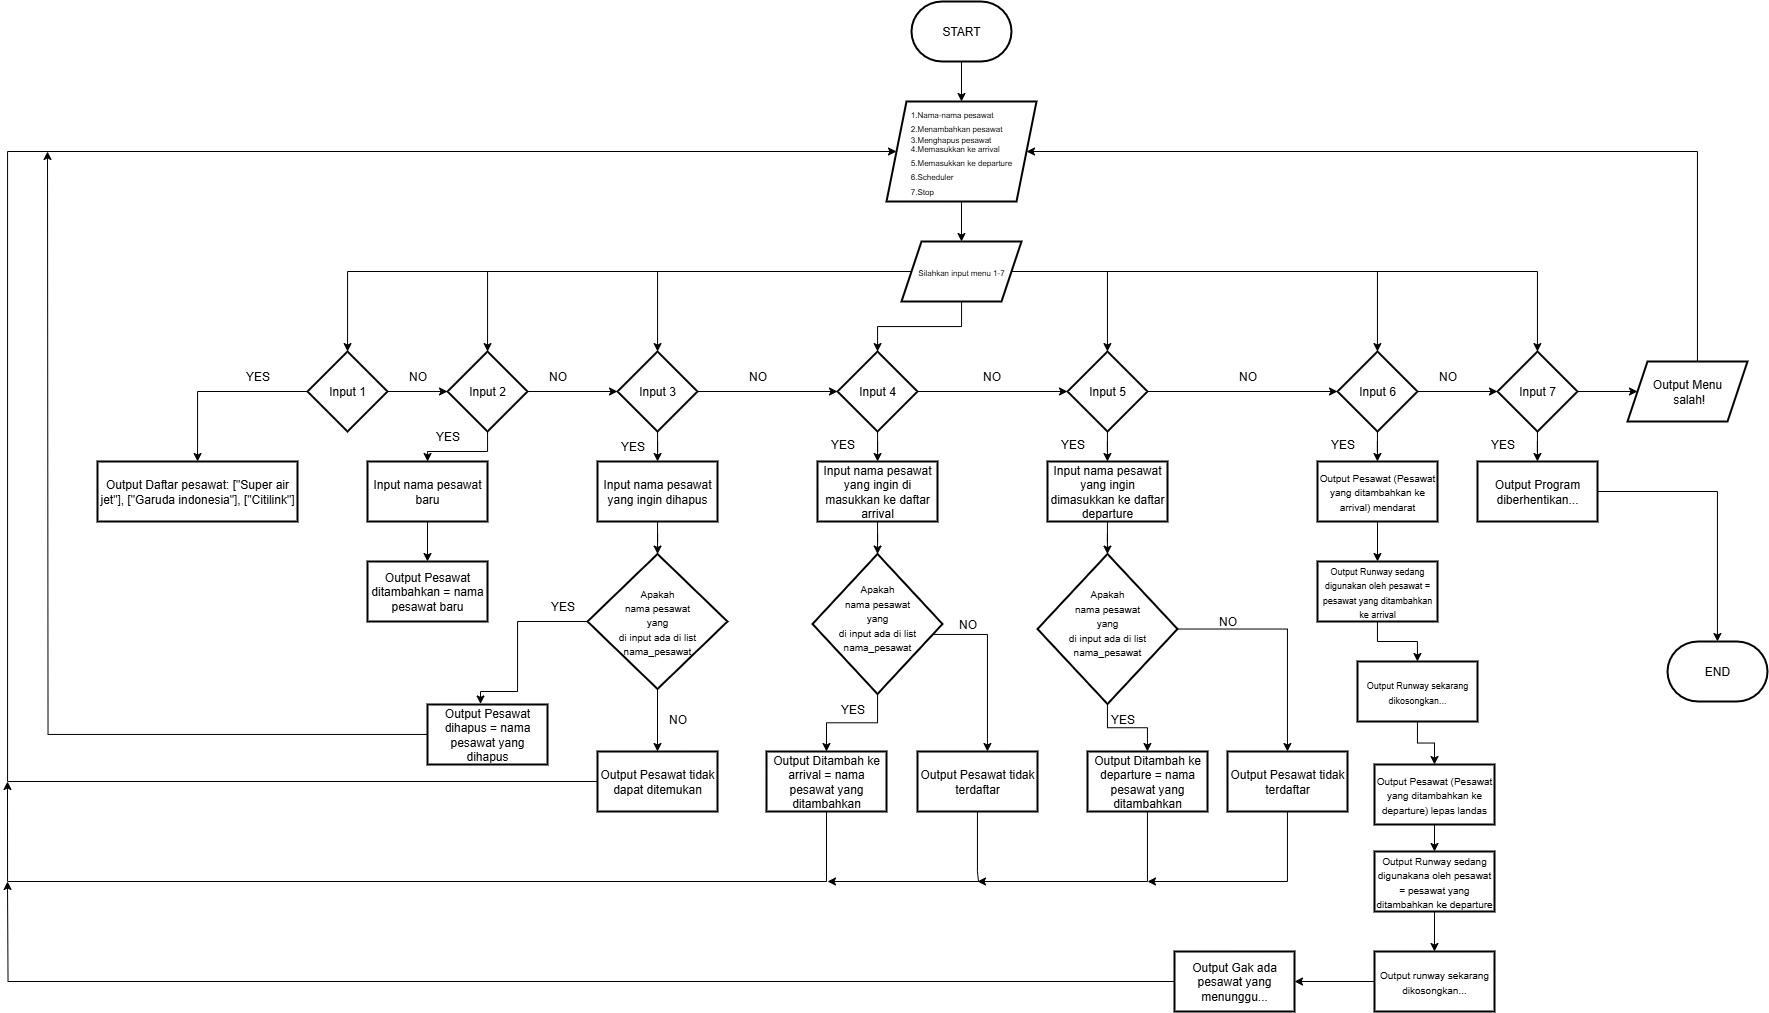 START
1.Nama-nama pesawat
2.Menambahkan pesawat
3.Menghapus pesawat
4.Memasukkan ke arrival
5.Memasukkan ke departure
6.Scheduler
7.Stop
Silahkan input menu 1-7
YES
Input 1
NO
Input 2
NO
Input 3
NO
Input 4
NO
Input 5
NO
Input 6
NO
Input 7
Output Menu
salah!
YES
YES
YES
YES
YES
YES
Output Daftar pesawat: ["Super air
jet"], ["Garuda indonesia"], ["Citilink"]
Input nama pesawat
baru
Input nama pesawat
yang ingin dihapus
Input nama pesawat
yang ingin di
masukkan ke daftar
arrival
Input nama pesawat
yang ingin
dimasukkan ke daftar
departure
Output Pesawat (Pesawat
yang ditambahkan ke
arrival) mendarat
Output Program
diberhentikan...
Output Pesawat
ditambahkan = nama
pesawat baru
YES
Apakah
nama pesawat
yang
di input ada di list
nama_pesawat
Apakah
nama pesawat
yang
di input ada di list
nama_pesawat
NO
Apakah
nama pesawat
yang
di input ada di list
nama_pesawat
NO
Output Runway sedang
digunakan oleh pesawat =
pesawat yang ditambahkan
ke arrival
END
Output Runway sekarang
dikosongkan...
Output Pesawat
dihapus = nama
pesawat yang
dihapus
NO
YES
YES
Output Pesawat tidak
dapat ditemukan
Output Ditambah ke
arrival = nama
pesawat yang
ditambahkan
Output Pesawat tidak
terdaftar
Output Ditambah ke
departure = nama
pesawat yang
ditambahkan
Output Pesawat tidak
terdaftar
Output Pesawat (Pesawat
yang ditambahkan ke
departure) lepas landas
Output Runway sedang
digunakana oleh pesawat
= pesawat yang
ditambahkan ke departure
Output Gak ada
pesawat yang
menunggu...
Output runway sekarang
dikosongkan...